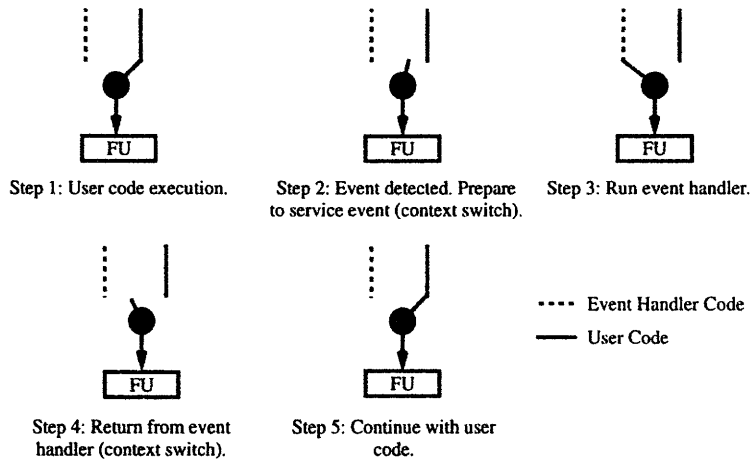 FU
FU
FU
Step 1: User code execution.
Step 2: Event detected. Prepare
to service event (context switch).
Step 3: Run event handler.
Event Handler Code
User Code
FU
FU
Step 4: Return from event
handler (context switch).
Step 5: Continue with user
code.